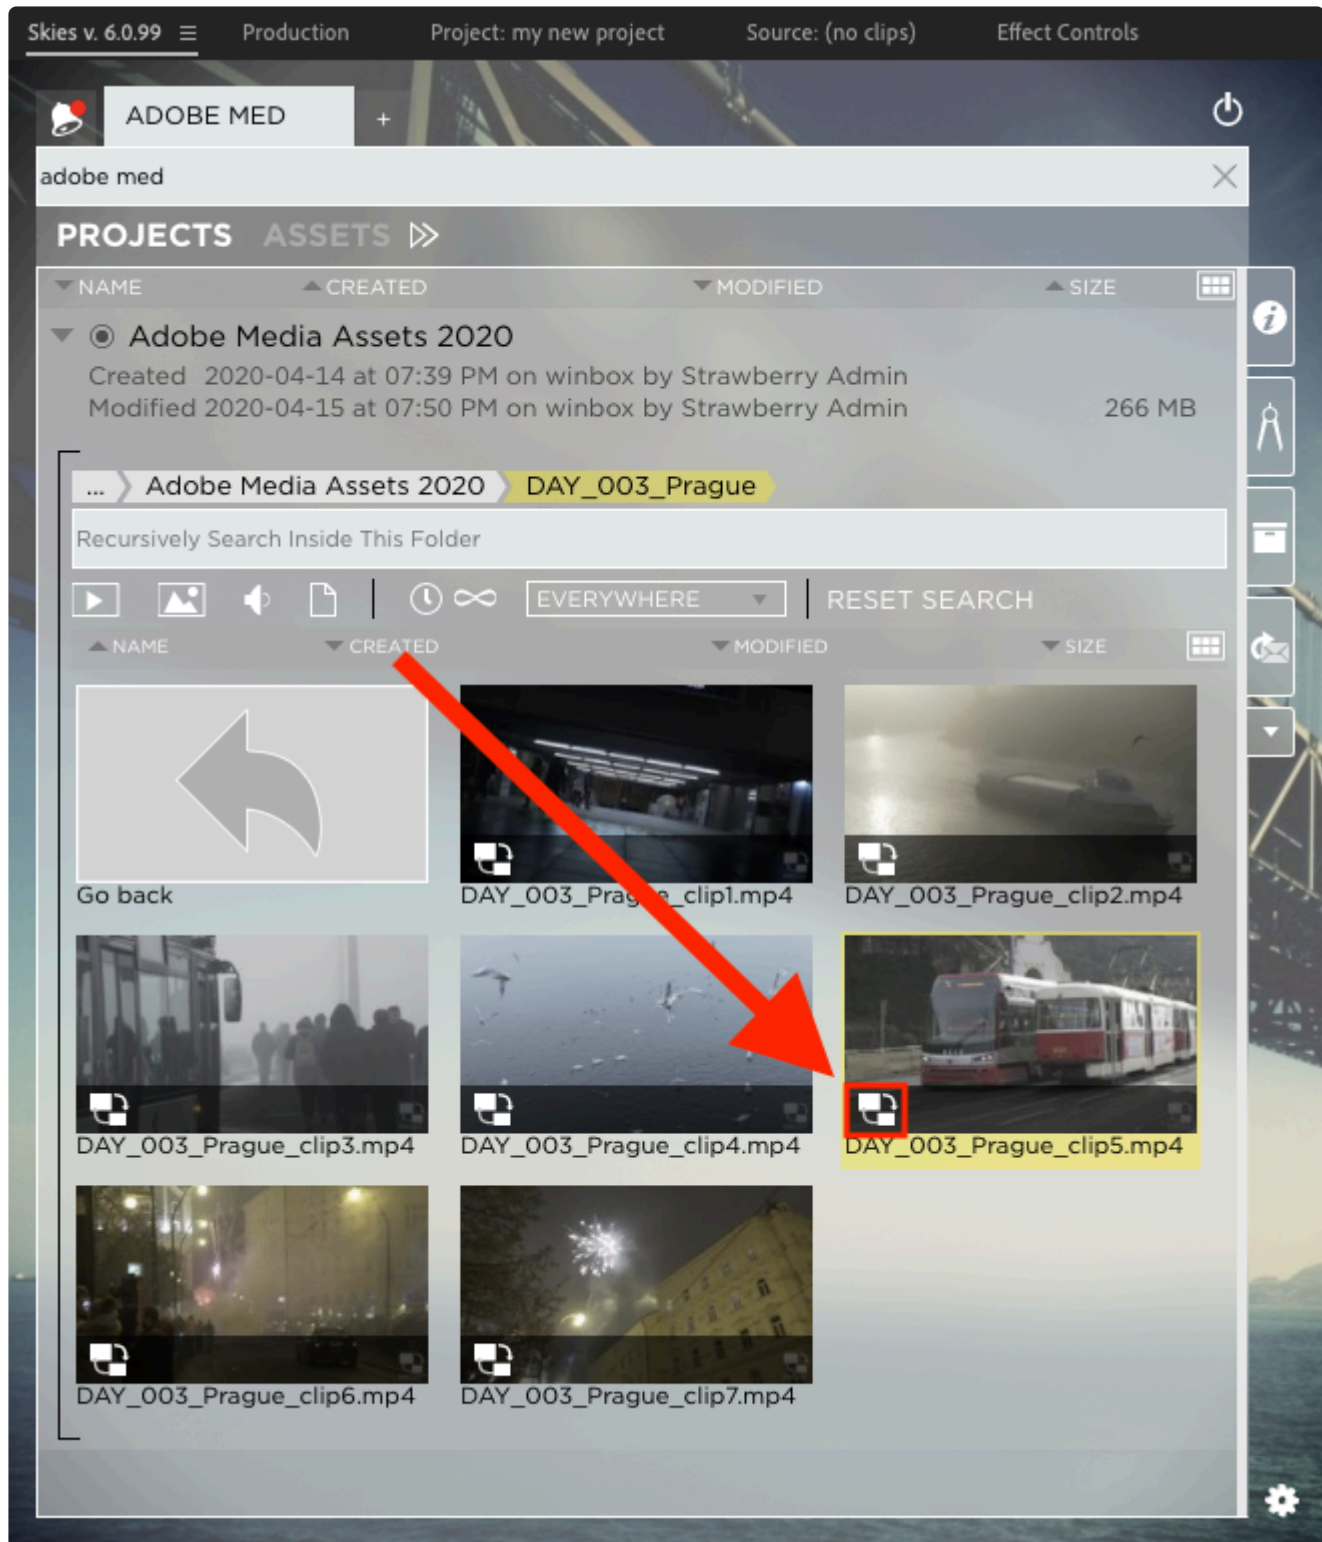 Skies v. 6.0.99 Production Project: my new project Source: (no clips) Effect Controls
ADOBE MED +
adobe med
PROJECTS ASSETS
NAME CREATED MODIFIED SIZE
Adobe Media Assets 2020
Created 2020-04-14 at 07:39 PM on winbox by Strawberry Admin
Modified 2020-04-15 at 07:50 PM on winbox by Strawberry Admin 266 MB
... Adobe Media Assets 2020 DAY_003_Prague
Recursively Search Inside This Folder
EVERYWHERE RESET SEARCH
NAME CREATED MODIFIED SIZE
Go back DAY_003_Prague_clip1.mp4 DAY_003_Prague_clip2.mp4
DAY_003_Prague_clip3.mp4 DAY_003_Prague_clip4.mp4 DAY_003_Prague_clip5.mp4
DAY_003_Prague_clip6.mp4 DAY_003_Prague_clip7.mp4